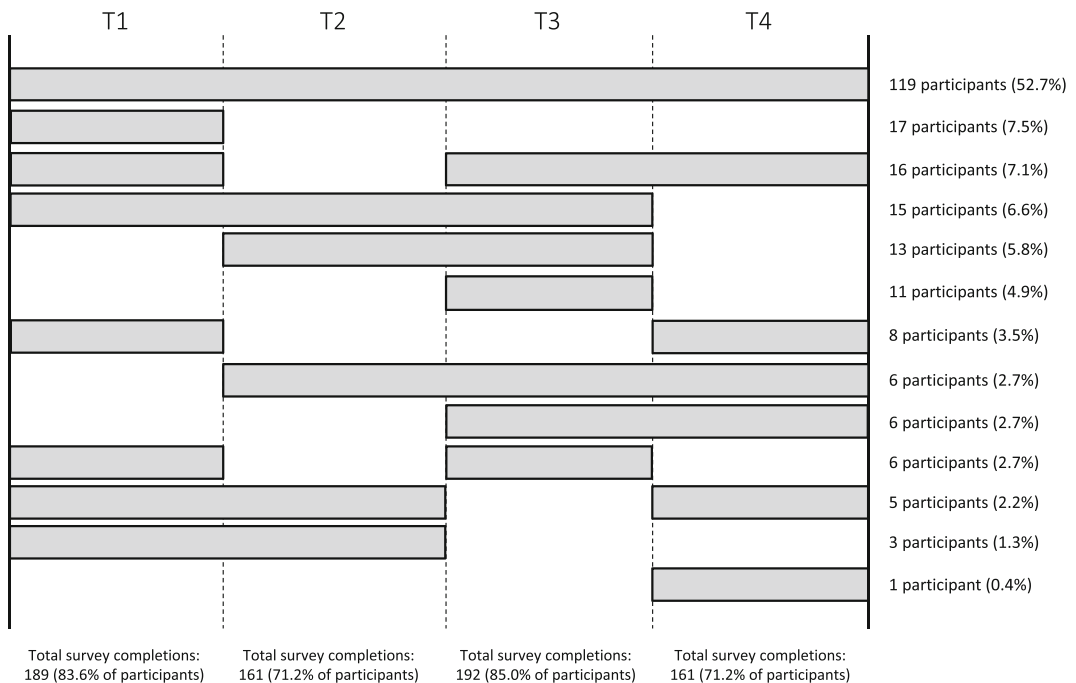 T1 T2 T3 T4
119 participants (52.7%)
17 participants (7.5%)
16 participants (7.1%)
15 participants (6.6%)
13 participants (5.8%)
11 participants (4.9%)
8 participants (3.5%)
6 participants (2.7%)
6 participants (2.7%)
6 participants (2.7%)
5 participants (2.2%)
3 participants (1.3%)
1 participant (0.4%)
Total survey completions:
189 (83.6% of participants)
Total survey completions:
161 (71.2% of participants)
Total survey completions:
192 (85.0% of participants)
Total survey completions:
161 (71.2% of participants)